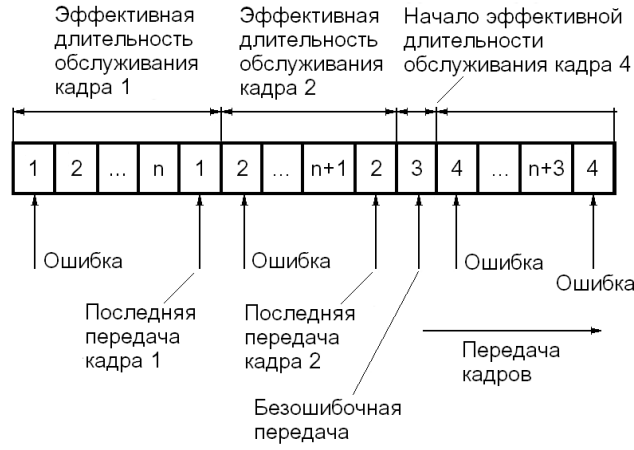 Эффективная
длительность
обслуживания
кадра 1
Эффективная
длительность
обслуживания
кадра 2
Начало эффективной
длительности
обслуживания кадра 4
1 2 ... n 1 2 ... n+1 2 3 4 ... n+3 4
Ошибка
Ошибка
Ошибка
Ошибка
Последняя
передача
кадра 1
Последняя
передача
кадра 2
Безошибочная
передача
Передача
кадров